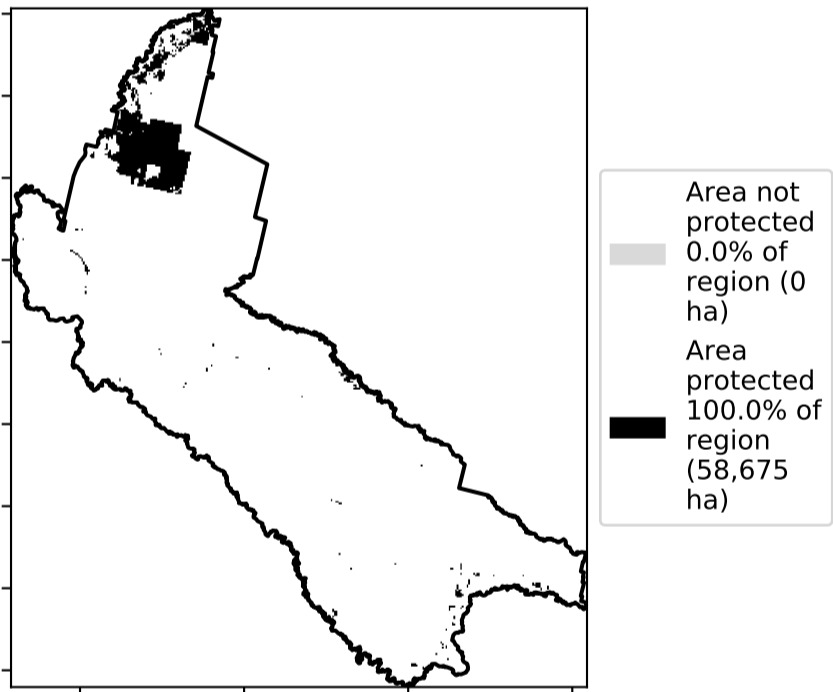 Area not
protected
0.0% of
region (0
ha)
Area
protected
100.0% of
region
(58,675
ha)